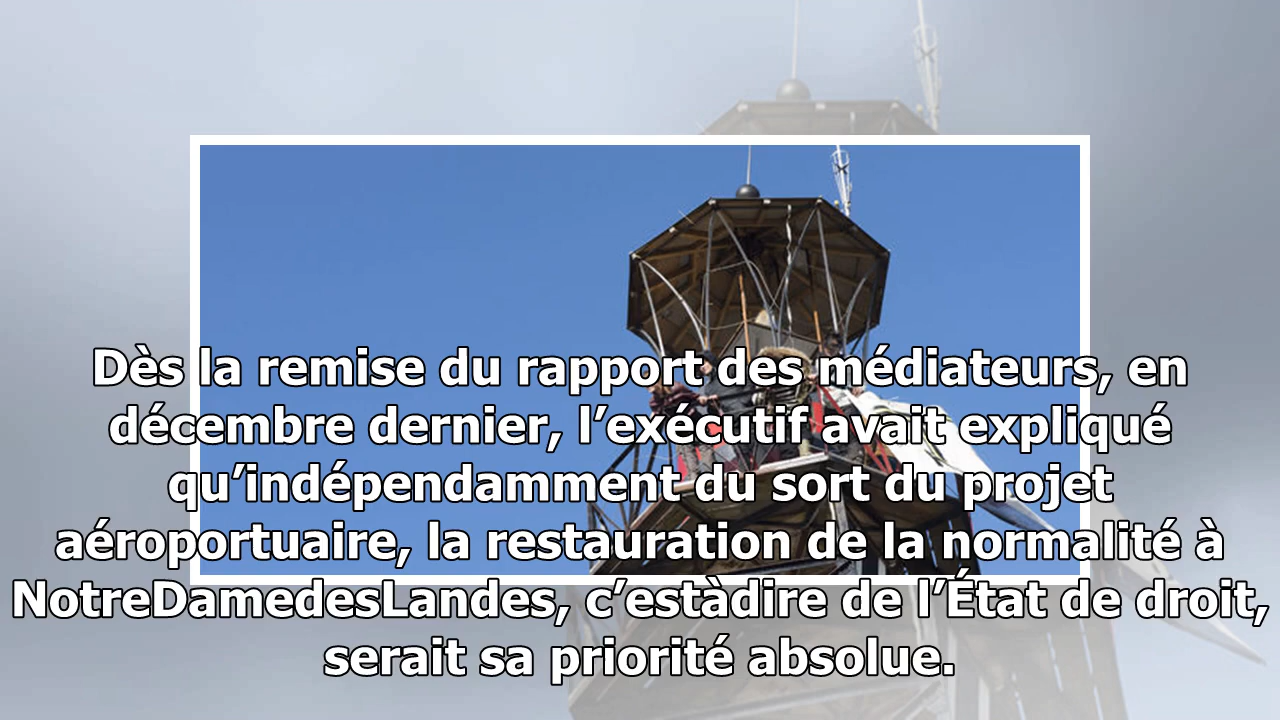 Dès la remise du rapport des médiateurs, en
décembre dernier, l’exécutif avait expliqué
qu’indépendamment du sort du projet
aéroportuaire, la restauration de la normalité à
NotreDamedesLandes, c’estàdire de l’État de droit,
serait sa priorité absolue.